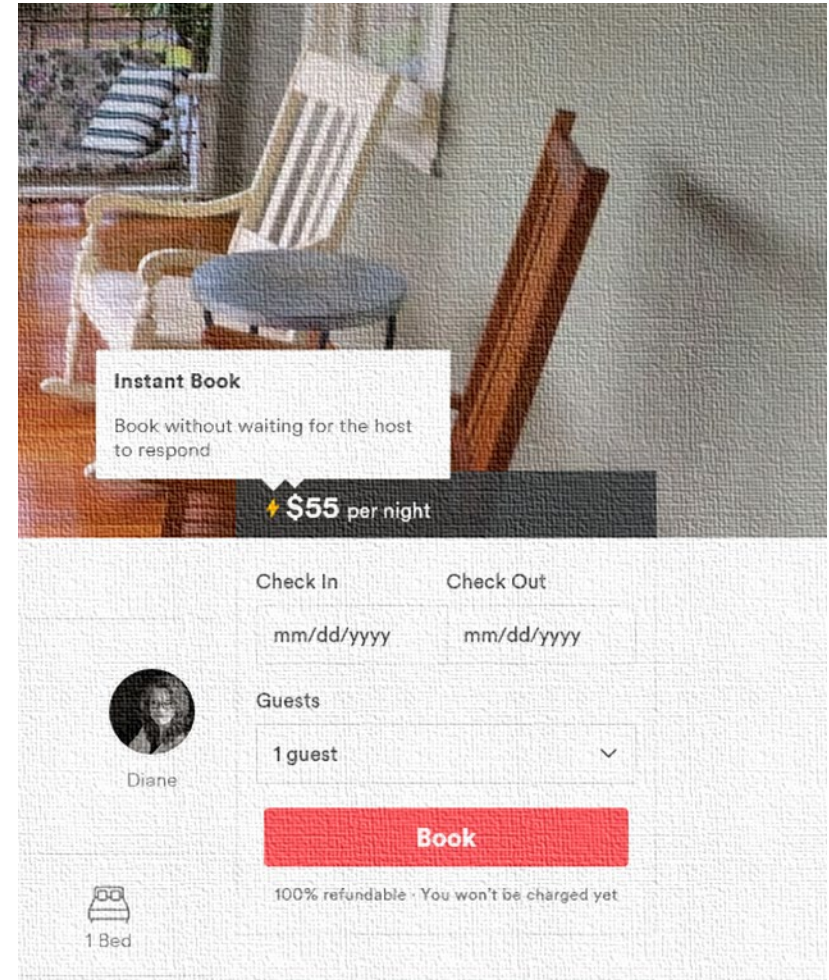 Instant Book
Book without waiting for the host
to respond
$55 per night
Check In
Check Out
mm/dd/yyyy
mm/dd/yyyy
Guests
1 guest
Diane
Book
100% refundable · You won't be charged yet
1 Bed